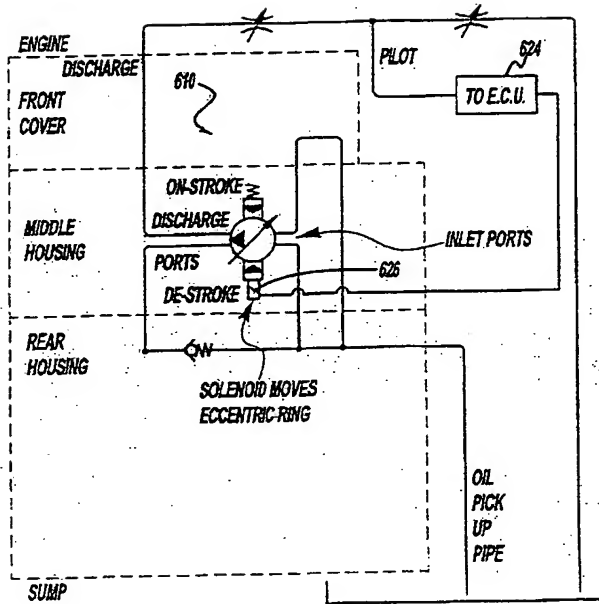 ENGINE
DISCHARGE
FRONT
COVER
610
PILOT
624
TO E.C.U.
ON-STROKE
MIDDLE
HOUSING
DISCHARGE
PORTS
INLET PORTS
626
DE-STROKE
REAR
HOUSING
SOLENOID MOVES
ECCENTRIC RING
OIL
PICK
UP
PIPE
SUMP